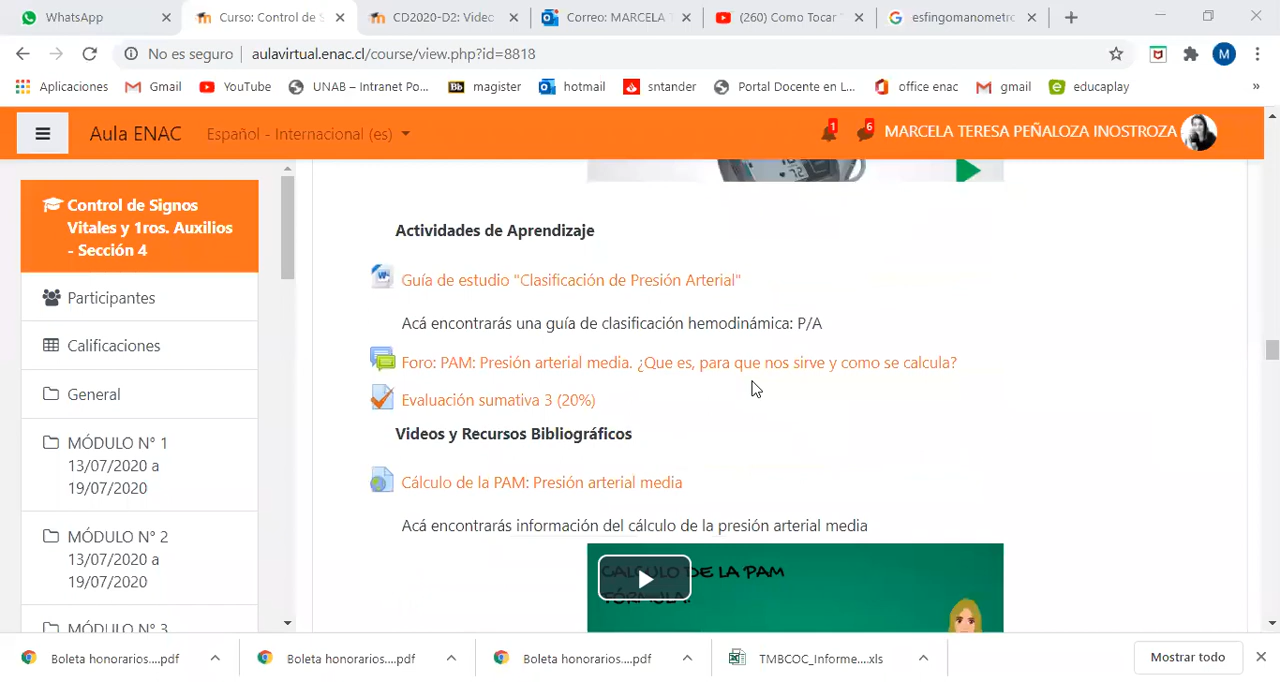 WhatsApp
Curso: Control de S
CD2020-D2: Video
Correo: MARCELA T
(260) Como Tocar
esfingomanometro
No es seguro
aulavirtual.enac.cl/course/view.php?id=8818
M
Aplicaciones
Gmail
YouTube
UNAB – Intranet Po...
Bb magister
hotmail
sntander
Portal Docente en L...
office enac
gmail
educaplay
»
Aula ENAC
Español - Internacional (es)
1
6
MARCELA TERESA PEÑALOZA INOSTROZA
Control de Signos
Vitales y 1ros. Auxilios
- Sección 4
Participantes
Calificaciones
General
MÓDULO N° 1
13/07/2020 a
19/07/2020
MÓDULO N° 2
13/07/2020 a
19/07/2020
MÓDULO N° 3
72
Actividades de Aprendizaje
Guía de estudio "Clasificación de Presión Arterial"
Acá encontrarás una guía de clasificación hemodinámica: P/A
Foro: PAM: Presión arterial media. ¿Que es, para que nos sirve y como se calcula?
Evaluación sumativa 3 (20%)
Videos y Recursos Bibliográficos
Cálculo de la PAM: Presión arterial media
Acá encontrarás información del cálculo de la presión arterial media
CALCULO DE LA PAM
FÓRMULA:
Boleta honorarios....pdf
Boleta honorarios....pdf
Boleta honorarios....pdf
TMBCOC_Informe....xls
Mostrar todo